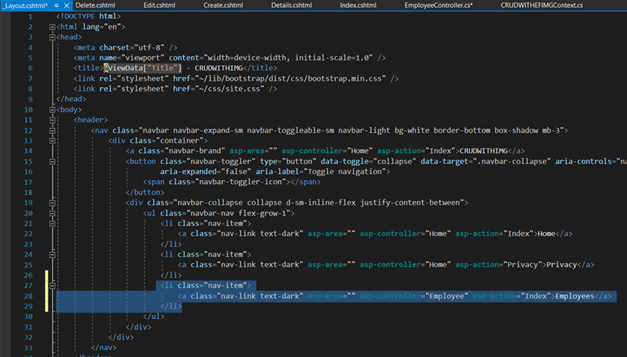 _Layout.cshtml* Delete.cshtml Edit.cshtml Create.cshtml Details.cshtml Index.cshtml EmployeeController.cs* CRUDWITHEFIMGContext.cs
1 <!DOCTYPE html>
2 <html lang="en">
3 <head>
4 <meta charset="utf-8" />
5 <meta name="viewport" content="width=device-width, initial-scale=1.0" />
6 <title>@ViewData["Title"] - CRUDWITHIMG</title>
7 <link rel="stylesheet" href="~/lib/bootstrap/dist/css/bootstrap.min.css" />
8 <link rel="stylesheet" href="~/css/site.css" />
9 </head>
10 <body>
11 <header>
12 <nav class="navbar navbar-expand-sm navbar-toggleable-sm navbar-light bg-white border-bottom box-shadow mb-3">
13 <div class="container">
14 <a class="navbar-brand" asp-area="" asp-controller="Home" asp-action="Index">CRUDWITHIMG</a>
15 <button class="navbar-toggler" type="button" data-toggle="collapse" data-target=".navbar-collapse" aria-controls="na
16 aria-expanded="false" aria-label="Toggle navigation">
17 <span class="navbar-toggler-icon"></span>
18 </button>
19 <div class="navbar-collapse collapse d-sm-inline-flex justify-content-between">
20 <ul class="navbar-nav flex-grow-1">
21 <li class="nav-item">
22 <a class="nav-link text-dark" asp-area="" asp-controller="Home" asp-action="Index">Home</a>
23 </li>
24 <li class="nav-item">
25 <a class="nav-link text-dark" asp-area="" asp-controller="Home" asp-action="Privacy">Privacy</a>
26 </li>
27 <li class="nav-item">
28 <a class="nav-link text-dark" asp-area="" asp-controller="Employee" asp-action="Index">Employees</a>
29 </li>
30 </ul>
31 </div>
32 </div>
33 </nav>